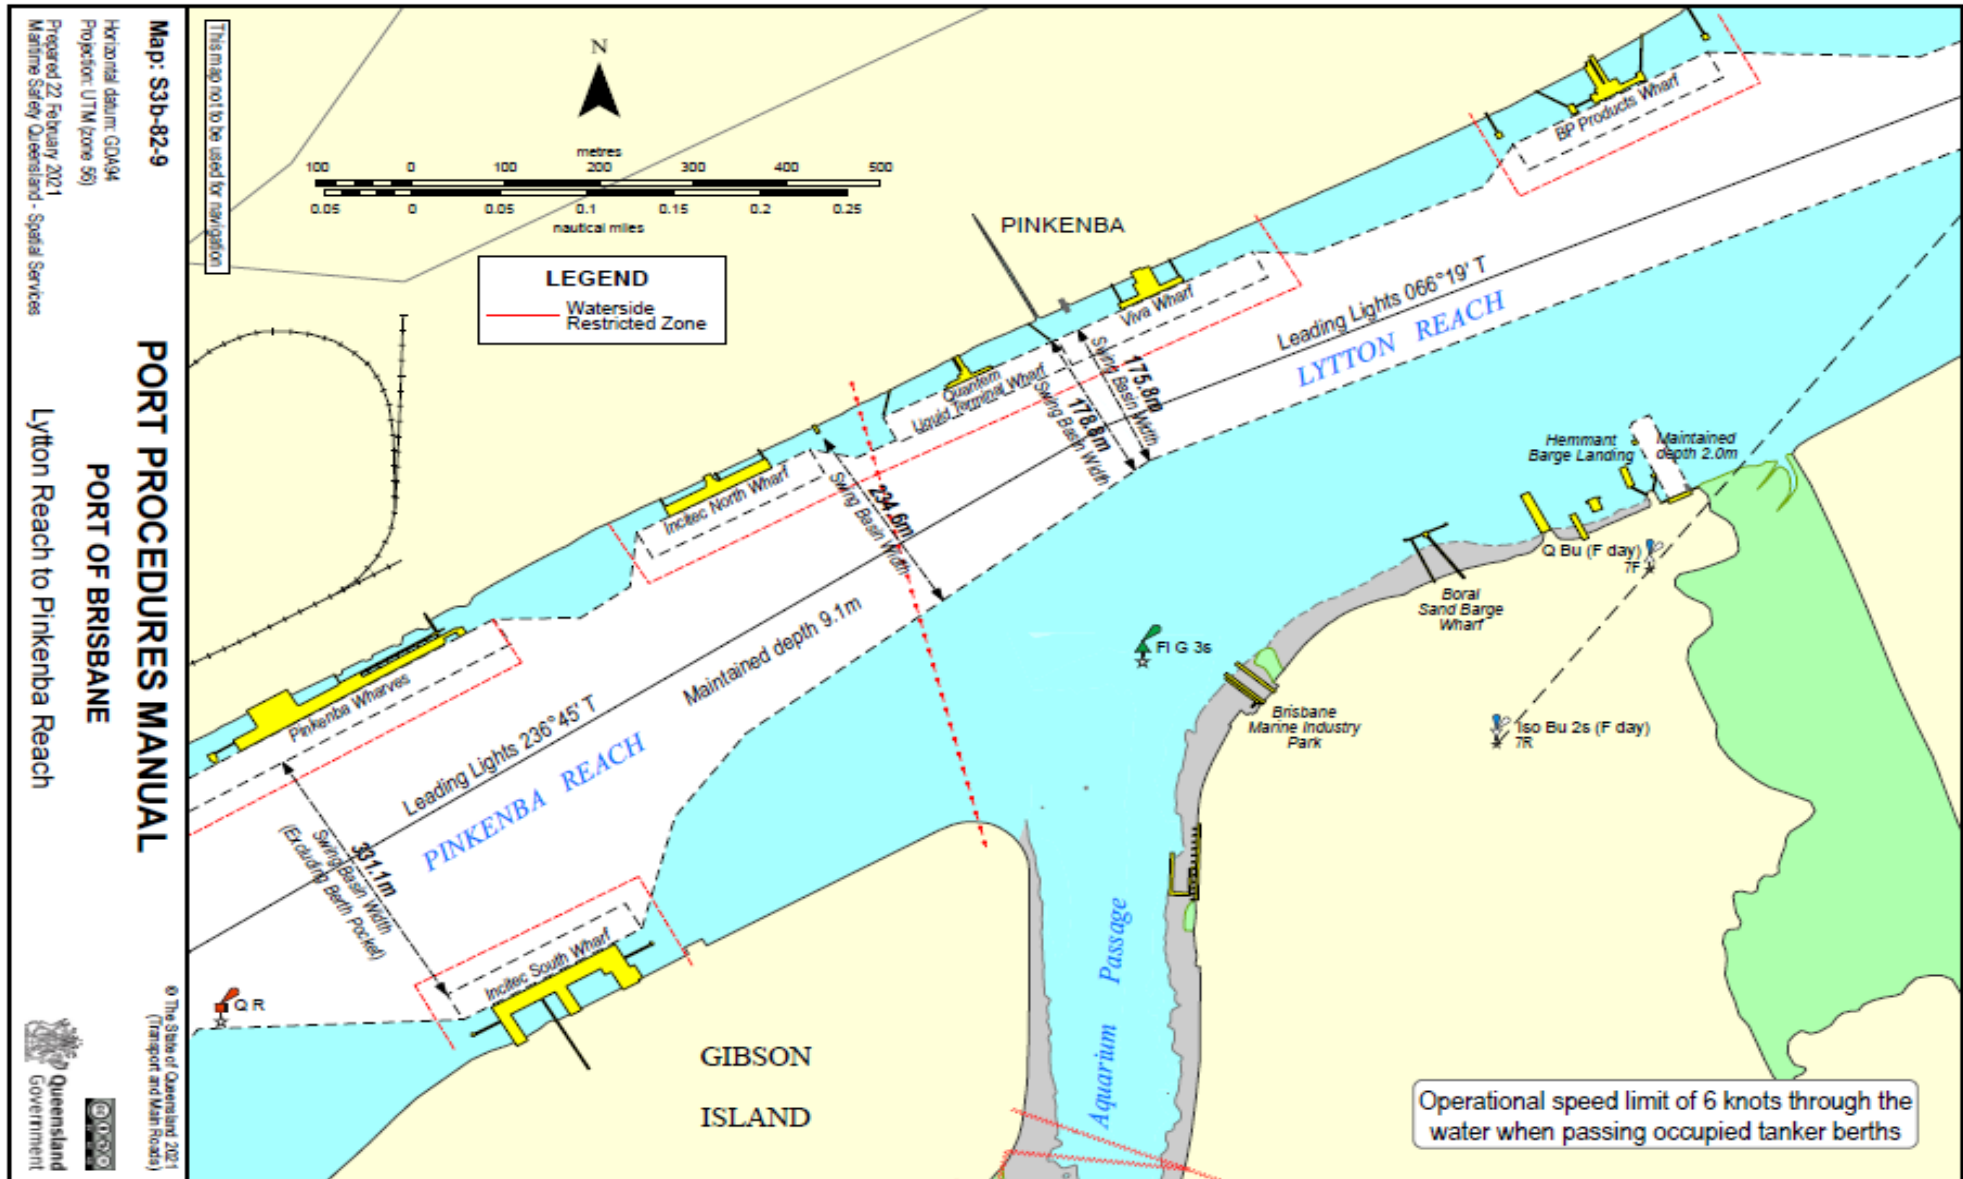 Map: S3b-82-9
Horizontal datum: GDA94
Projection: UTM (zone 56)
Prepared 22 February 2021
Maritime Safety Queensland - Spatial Services
PORT PROCEDURES MANUAL
PORT OF BRISBANE
Lytton Reach to Pinkenba Reach
© The State of Queensland 2021
(Transport and Main Roads)
Queensland
Government
This map not to be used for navigation
N
metres
100 0 100 200 300 400 500
0.05 0 0.05 0.1 0.15 0.2 0.25
nautical miles
LEGEND
Waterside
Restricted Zone
PINKENBA
BP Products Wharf
Viva Wharf
Leading Lights 066°19' T
LYTTON REACH
175.8m
Swing Basin Width
178.8m
Swing Basin Width
Quantem
Liquid Terminal Wharf
Incitec North Wharf
234.6m
Swing Basin Width
Hemmant
Barge Landing
Maintained
depth 2.0m
Q Bu (F day)
7F
Boral
Sand Barge
Wharf
Fl G 3s
Maintained depth 9.1m
Pinkenba Wharves
Leading Lights 236°45' T
PINKENBA REACH
Brisbane
Marine Industry
Park
Iso Bu 2s (F day)
7R
331.1m
Swing Basin Width
(Excluding Berth Pocket)
Incitec South Wharf
Q R
Aquarium Passage
GIBSON
ISLAND
Operational speed limit of 6 knots through the
water when passing occupied tanker berths